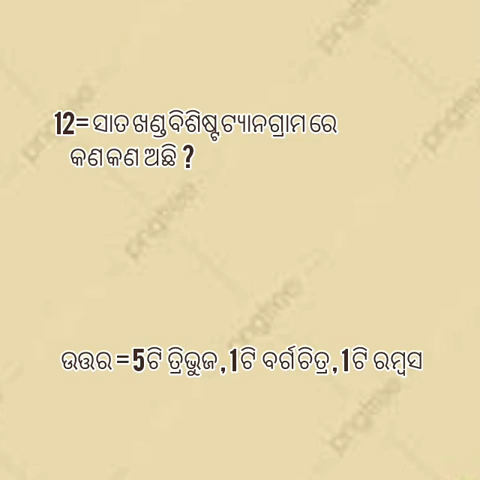 12= ସାତ ଖଣ୍ଡ ବିଶିଷ୍ଟ ଟ୍ୟାନଗ୍ରାମ ରେ
କଣ କଣ ଅଛି ?
ଉତ୍ତର = 5ଟି ତ୍ରିଭୁଜ , 1ଟି ବର୍ଗଚିତ୍ର , 1ଟି ରମ୍ବସ